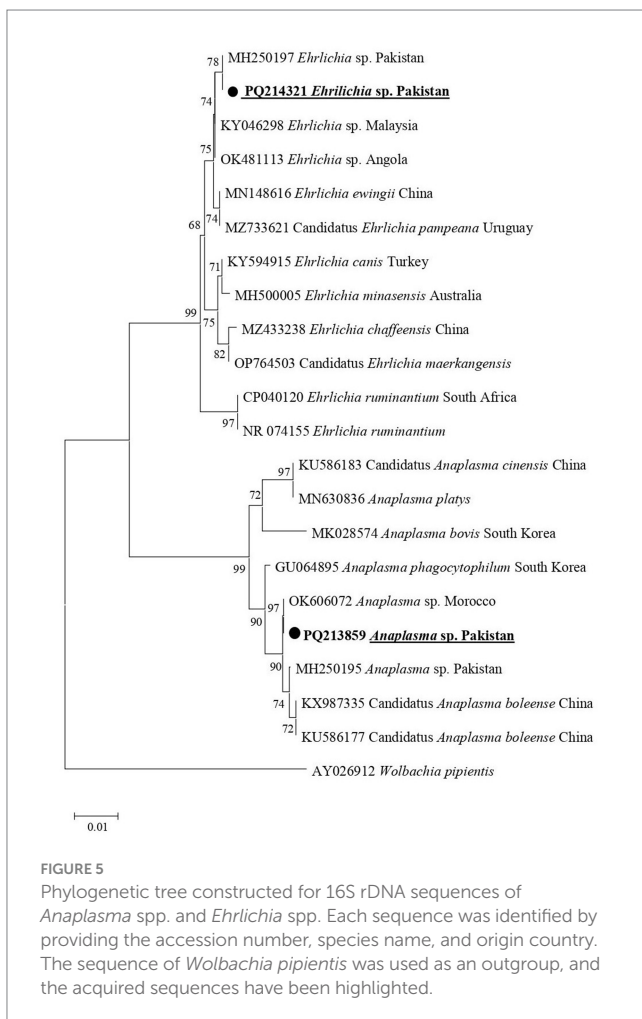 78
MH250197 Ehrlichia sp. Pakistan
PQ214321 Ehrilichia sp. Pakistan
74
KY046298 Ehrlichia sp. Malaysia
75
OK481113 Ehrlichia sp. Angola
MN148616 Ehrlichia ewingii China
74
MZ733621 Candidatus Ehrlichia pampeana Uruguay
68
KY594915 Ehrlichia canis Turkey
71
MH500005 Ehrlichia minasensis Australia
99
75
MZ433238 Ehrlichia chaffeensis China
82
OP764503 Candidatus Ehrlichia maerkangensis
CP040120 Ehrlichia ruminantium South Africa
97
NR 074155 Ehrlichia ruminantium
KU586183 Candidatus Anaplasma cinensis China
97
MN630836 Anaplasma platys
72
MK028574 Anaplasma bovis South Korea
99
GU064895 Anaplasma phagocytophilum South Korea
OK606072 Anaplasma sp. Morocco
97
90
PQ213859 Anaplasma sp. Pakistan
90
MH250195 Anaplasma sp. Pakistan
74
KX987335 Candidatus Anaplasma boleense China
72
KU586177 Candidatus Anaplasma boleense China
AY026912 Wolbachia pipientis
0.01
FIGURE 5
Phylogenetic tree constructed for 16S rDNA sequences of
Anaplasma spp. and Ehrlichia spp. Each sequence was identified by
providing the accession number, species name, and origin country.
The sequence of Wolbachia pipientis was used as an outgroup, and
the acquired sequences have been highlighted.